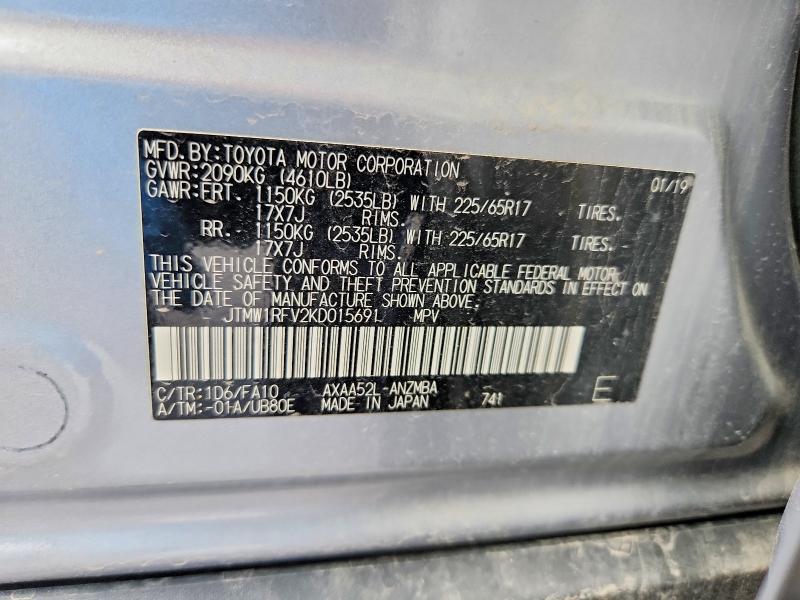 MFD.BY:TOYOTA MOTOR CORPORATION
GVWR:2090KG (4610LB) 01/19
GAWR:FRT. 1150KG (2535LB) WITH 225/65R17 TIRES.
17X7J RIMS.
RR. 1150KG (2535LB) WITH 225/65R17 TIRES.
17X7J RIMS.
THIS VEHICLE CONFORMS TO ALL APPLICABLE FEDERAL MOTOR
VEHICLE SAFETY AND THEFT PREVENTION STANDARDS IN EFFECT ON
THE DATE OF MANUFACTURE SHOWN ABOVE.
JTMW1RFV2KD015691 MPV
C/TR:1D6/FA10 AXAA52L-ANZMBA
A/TM:-01A/UB80E MADE IN JAPAN 741 E